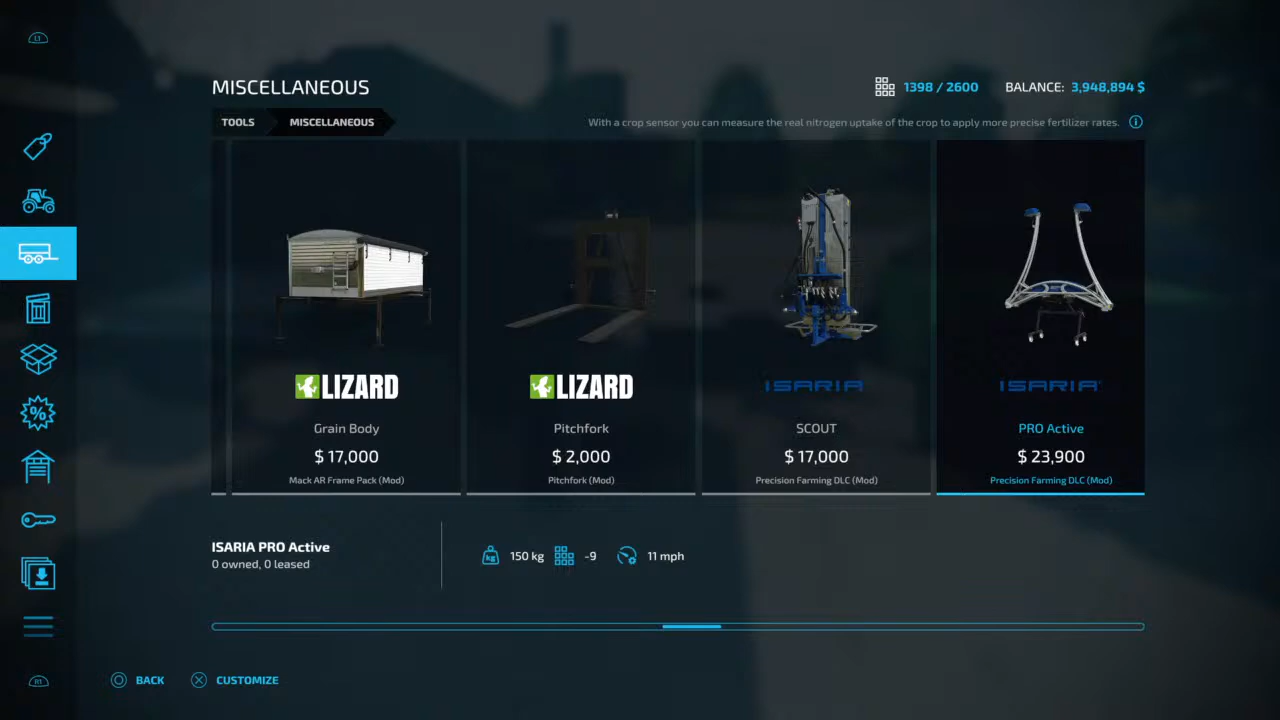 L1
MISCELLANEOUS
1398 / 2600
BALANCE: 3,948,894 $
TOOLS
MISCELLANEOUS
With a crop sensor you can measure the real nitrogen uptake of the crop to apply more precise fertilizer rates.
LIZARD
Grain Body
$ 17,000
Mack AR Frame Pack (Mod)
LIZARD
Pitchfork
$ 2,000
Pitchfork (Mod)
ISARIA
SCOUT
$ 17,000
Precision Farming DLC (Mod)
ISARIA
PRO Active
$ 23,900
Precision Farming DLC (Mod)
ISARIA PRO Active
0 owned, 0 leased
kg
150 kg
-9
11 mph
BACK
CUSTOMIZE
R1